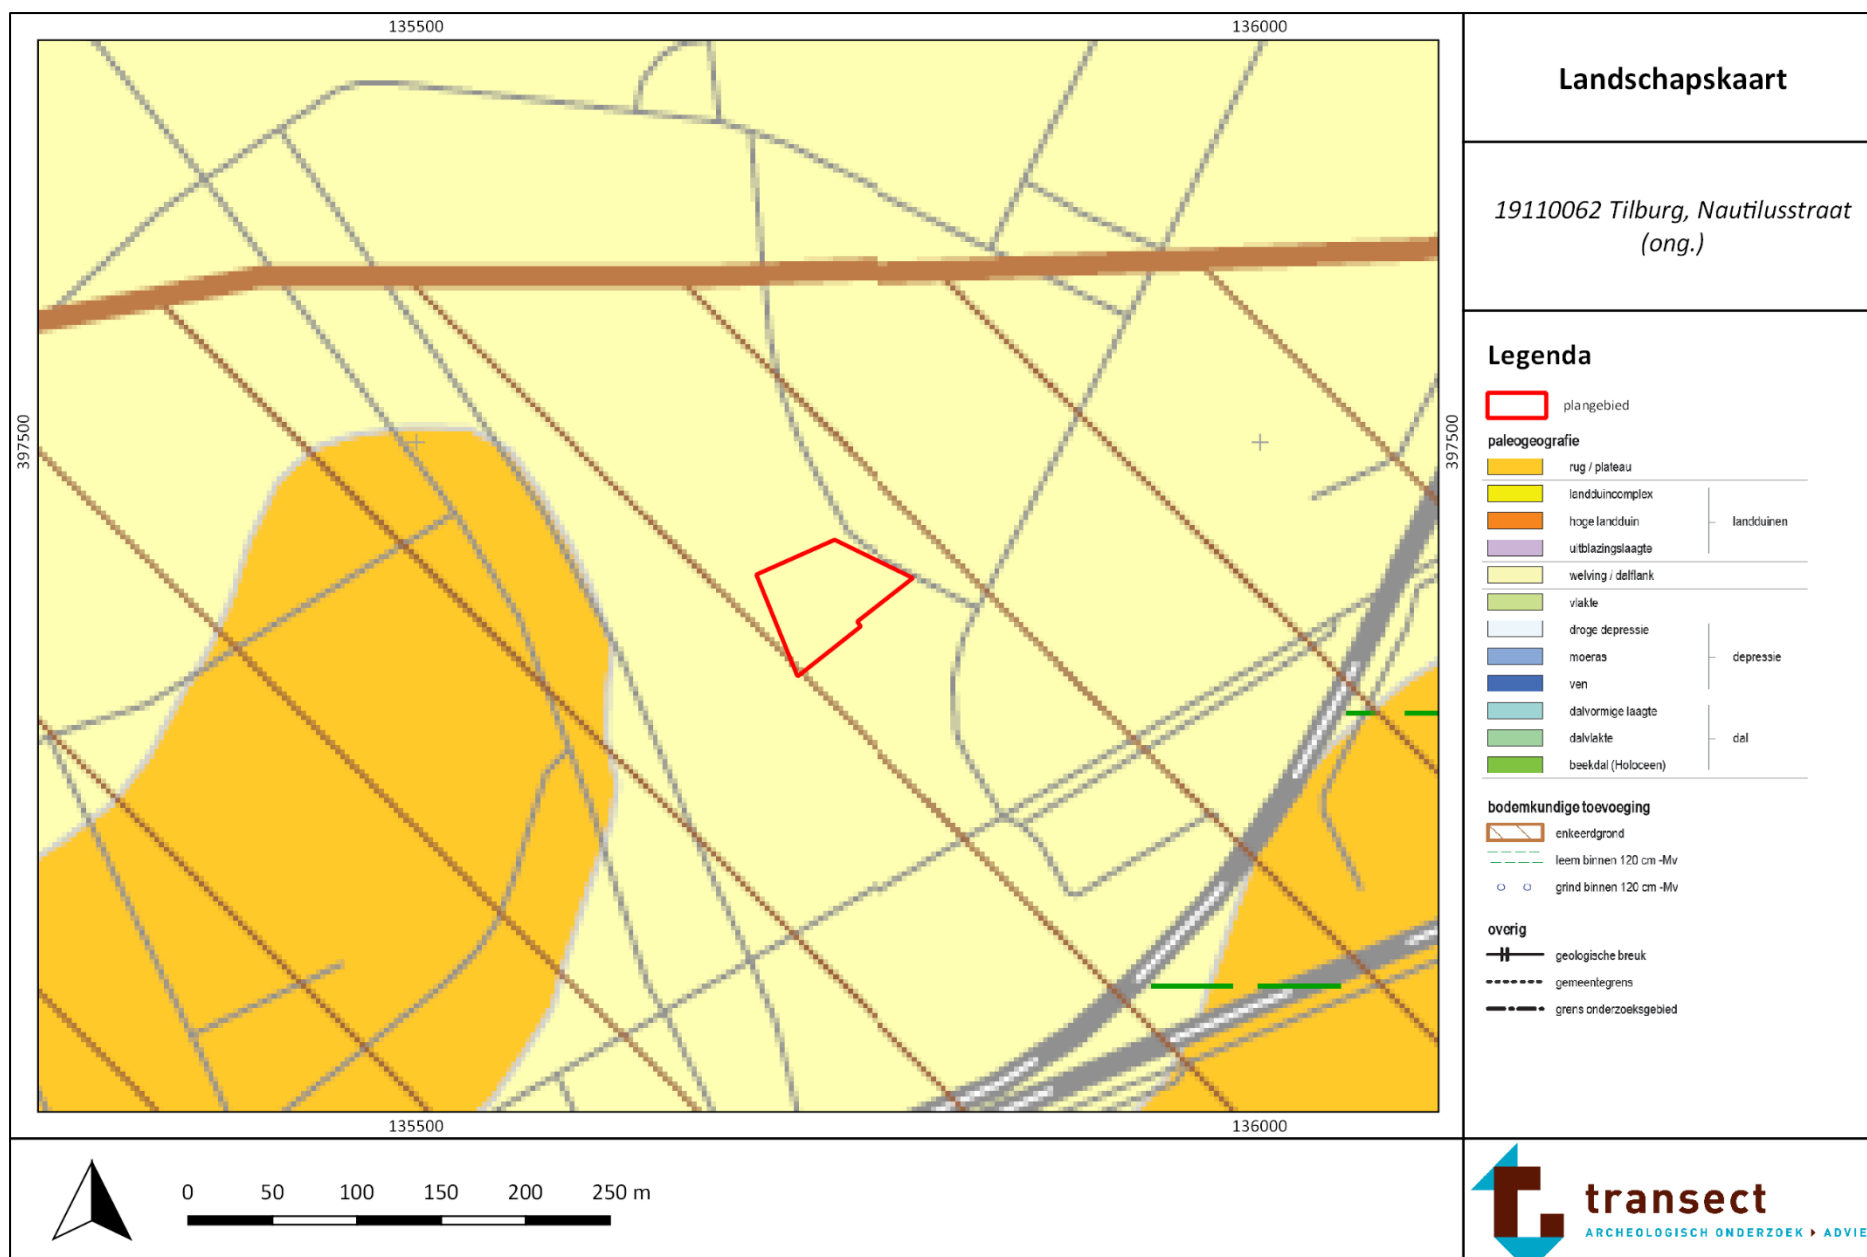 135500 136000
397500
397500
135500 136000
0 50 100 150 200 250 m
Landschapskaart
19110062 Tilburg, Nautilusstraat
(ong.)
Legenda
plangebied
paleogeografie
rug / plateau
landduincomplex
hoge landduin
landduinen
uitblazingslaagte
welving / dalflank
vlakte
droge depressie
moeras
depressie
ven
dalvormige laagte
dalvlakte
dal
beekdal (Holoceen)
bodemkundige toevoeging
enkeerdgrond
leem binnen 120 cm -Mv
grind binnen 120 cm -Mv
overig
geologische breuk
gemeentegrens
grens onderzoeksgebied
transect
ARCHEOLOGISCH ONDERZOEK ADVIE